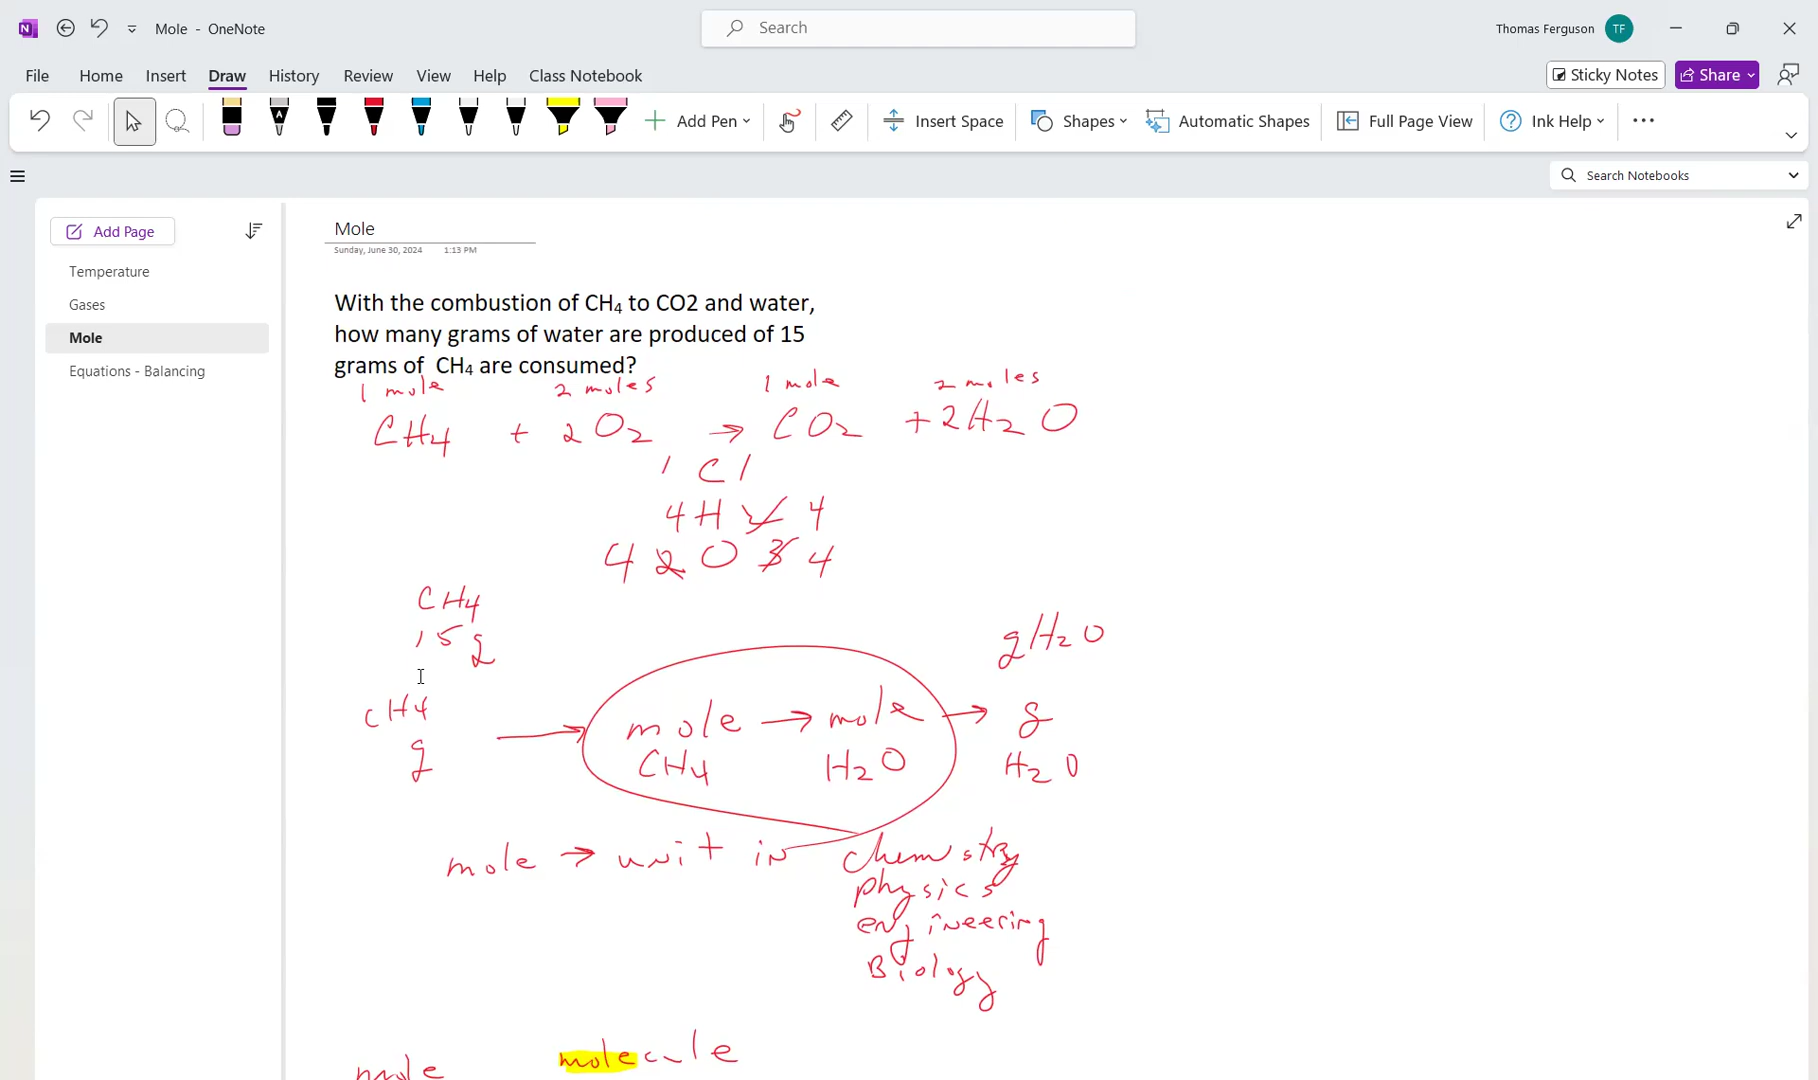 Mole - OneNote
Search
Thomas Ferguson TF
File Home Insert Draw History Review View Help Class Notebook
Sticky Notes Share
Add Pen Insert Space Shapes Automatic Shapes Full Page View Ink Help
Search Notebooks
Add Page
Temperature
Gases
Mole
Equations - Balancing
Mole
Sunday, June 30, 2024 1:13 PM
With the combustion of CH₄ to CO2 and water,
how many grams of water are produced of 15
grams of CH₄ are consumed?
1 mole 2 moles 1 mole 2 moles
CH4 + 2O2 → CO2 + 2H2O
1 C 1
4 H 2 4
4 2 O 3 4
CH4
15 g
g H2O
CH4
g → mole → mole → g
CH4 H2O H2O
mole → unit in chemistry
physics
engineering
Biology
molecule
mole